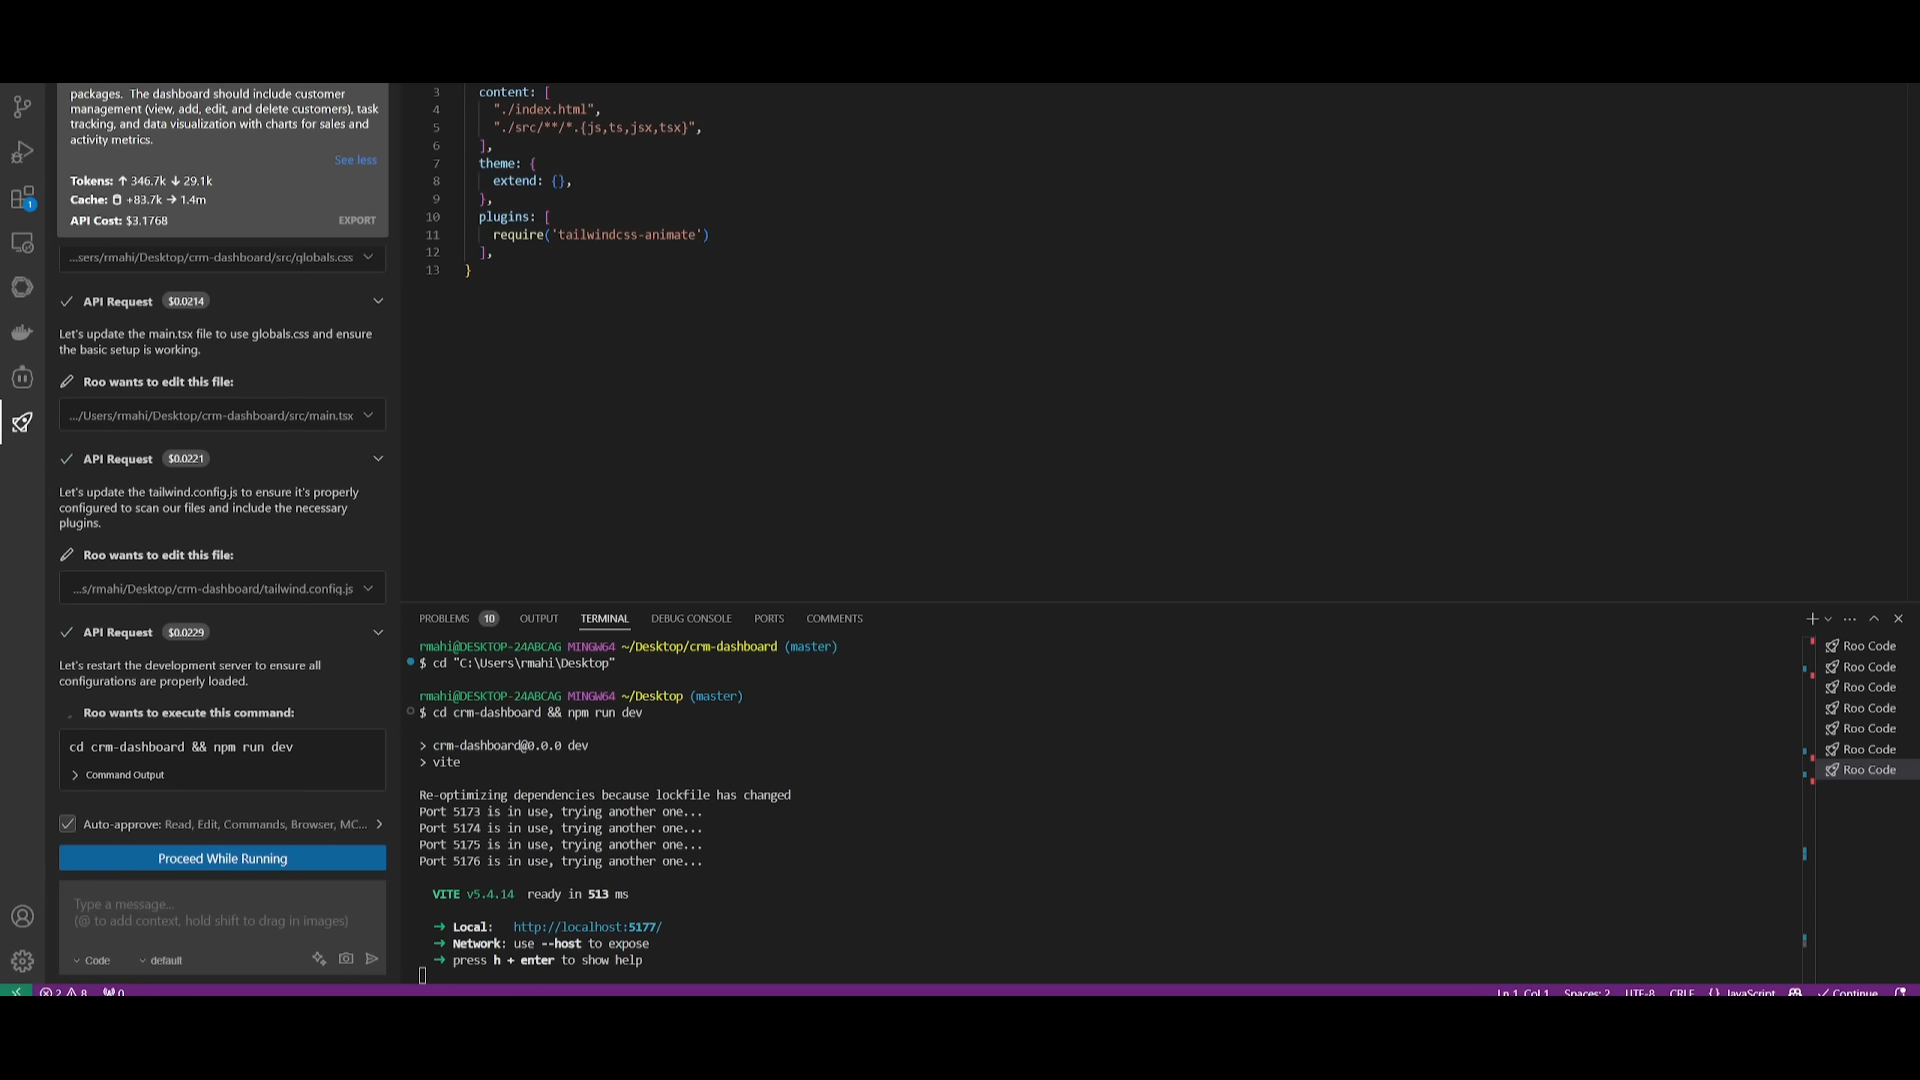 packages. The dashboard should include customer
management (view, add, edit, and delete customers), task
tracking, and data visualization with charts for sales and
activity metrics.
See less
Tokens: ↑ 346.7k ↓ 29.1k
Cache: +83.7k → 1.4m
API Cost: $3.1768
EXPORT
...sers/rmahi/Desktop/crm-dashboard/src/globals.css
API Request $0.0214
Let's update the main.tsx file to use globals.css and ensure
the basic setup is working.
Roo wants to edit this file:
.../Users/rmahi/Desktop/crm-dashboard/src/main.tsx
API Request $0.0221
Let's update the tailwind.config.js to ensure it's properly
configured to scan our files and include the necessary
plugins.
Roo wants to edit this file:
...s/rmahi/Desktop/crm-dashboard/tailwind.config.js
API Request $0.0229
Let's restart the development server to ensure all
configurations are properly loaded.
Roo wants to execute this command:
cd crm-dashboard && npm run dev
Command Output
Auto-approve: Read, Edit, Commands, Browser, MC...
Proceed While Running
Type a message...
(@ to add context, hold shift to drag in images)
Code default
1
3 content: [
4 "./index.html",
5 "./src/**/*.{js,ts,jsx,tsx}",
6 ],
7 theme: {
8 extend: {},
9 },
10 plugins: [
11 require('tailwindcss-animate')
12 ],
13 }
PROBLEMS 10 OUTPUT TERMINAL DEBUG CONSOLE PORTS COMMENTS
rmahi@DESKTOP-24ABCAG MINGW64 ~/Desktop/crm-dashboard (master)
$ cd "C:\Users\rmahi\Desktop"
rmahi@DESKTOP-24ABCAG MINGW64 ~/Desktop (master)
$ cd crm-dashboard && npm run dev
> crm-dashboard@0.0.0 dev
> vite
Re-optimizing dependencies because lockfile has changed
Port 5173 is in use, trying another one...
Port 5174 is in use, trying another one...
Port 5175 is in use, trying another one...
Port 5176 is in use, trying another one...
VITE v5.4.14 ready in 513 ms
→ Local: http://localhost:5177/
→ Network: use --host to expose
→ press h + enter to show help
Roo Code
Roo Code
Roo Code
Roo Code
Roo Code
Roo Code
Roo Code
2 8 0
Ln 1, Col 1 Spaces: 2 UTF-8 CRLF {} JavaScript Continue